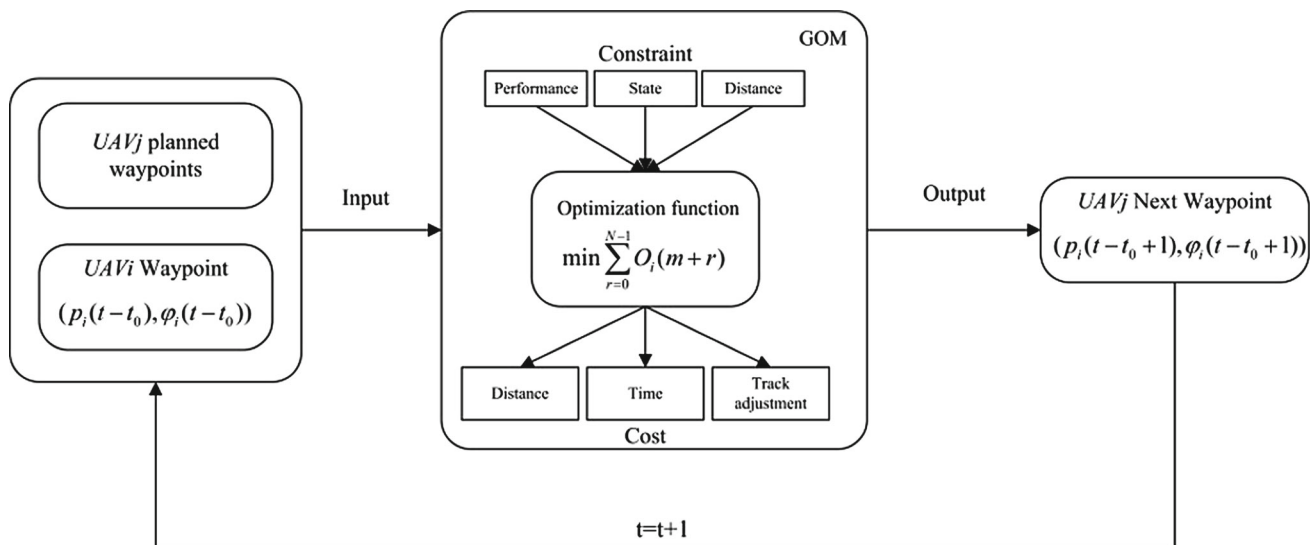 UAVj planned
waypoints
UAVi Waypoint
(p_i(t−t_0),φ_i(t−t_0))
Input
GOM
Constraint
Performance
State
Distance
Optimization function
min∑_{r=0}^{N−1} O_i(m+r)
Distance
Time
Track
adjustment
Cost
Output
UAVj Next Waypoint
(p_i(t−t_0+1),φ_i(t−t_0+1))
t=t+1